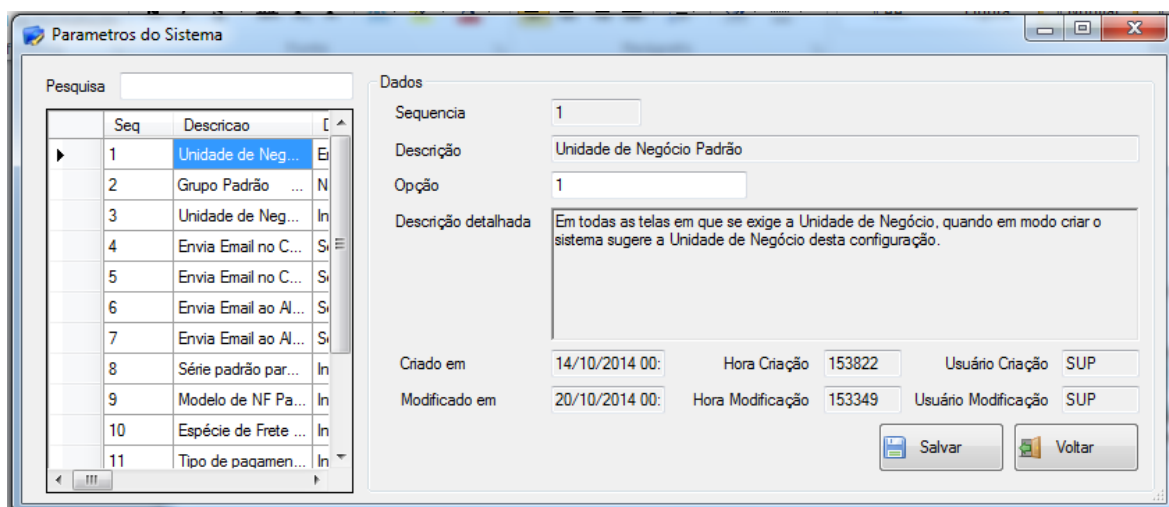 Parametros do Sistema
Pesquisa
Seq Descricao
1 Unidade de Neg... E
2 Grupo Padrão ... N
3 Unidade de Neg... In
4 Envia Email no C... S
5 Envia Email no C... S
6 Envia Email ao Al... S
7 Envia Email ao Al... S
8 Série padrão par... In
9 Modelo de NF Pa... In
10 Espécie de Frete ... In
11 Tipo de pagamen... In
Dados
Sequencia 1
Descrição Unidade de Negócio Padrão
Opção 1
Descrição detalhada Em todas as telas em que se exige a Unidade de Negócio, quando em modo criar o
sistema sugere a Unidade de Negócio desta configuração.
Criado em 14/10/2014 00: Hora Criação 153822 Usuário Criação SUP
Modificado em 20/10/2014 00: Hora Modificação 153349 Usuário Modificação SUP
Salvar Voltar